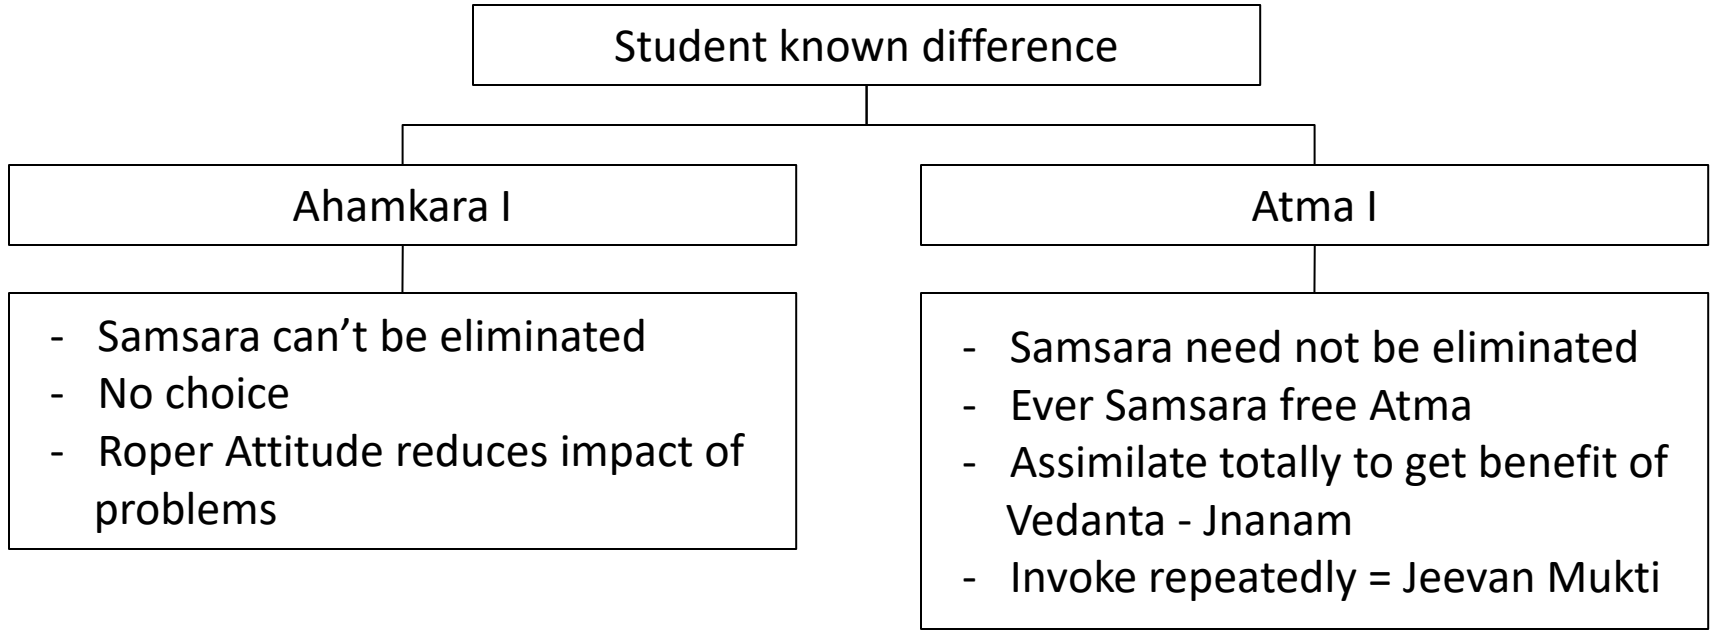 Student known difference
Ahamkara I
Atma I
- Samsara can't be eliminated
- No choice
- Roper Attitude reduces impact of
problems
- Samsara need not be eliminated
- Ever Samsara free Atma
- Assimilate totally to get benefit of
Vedanta - Jnanam
- Invoke repeatedly = Jeevan Mukti